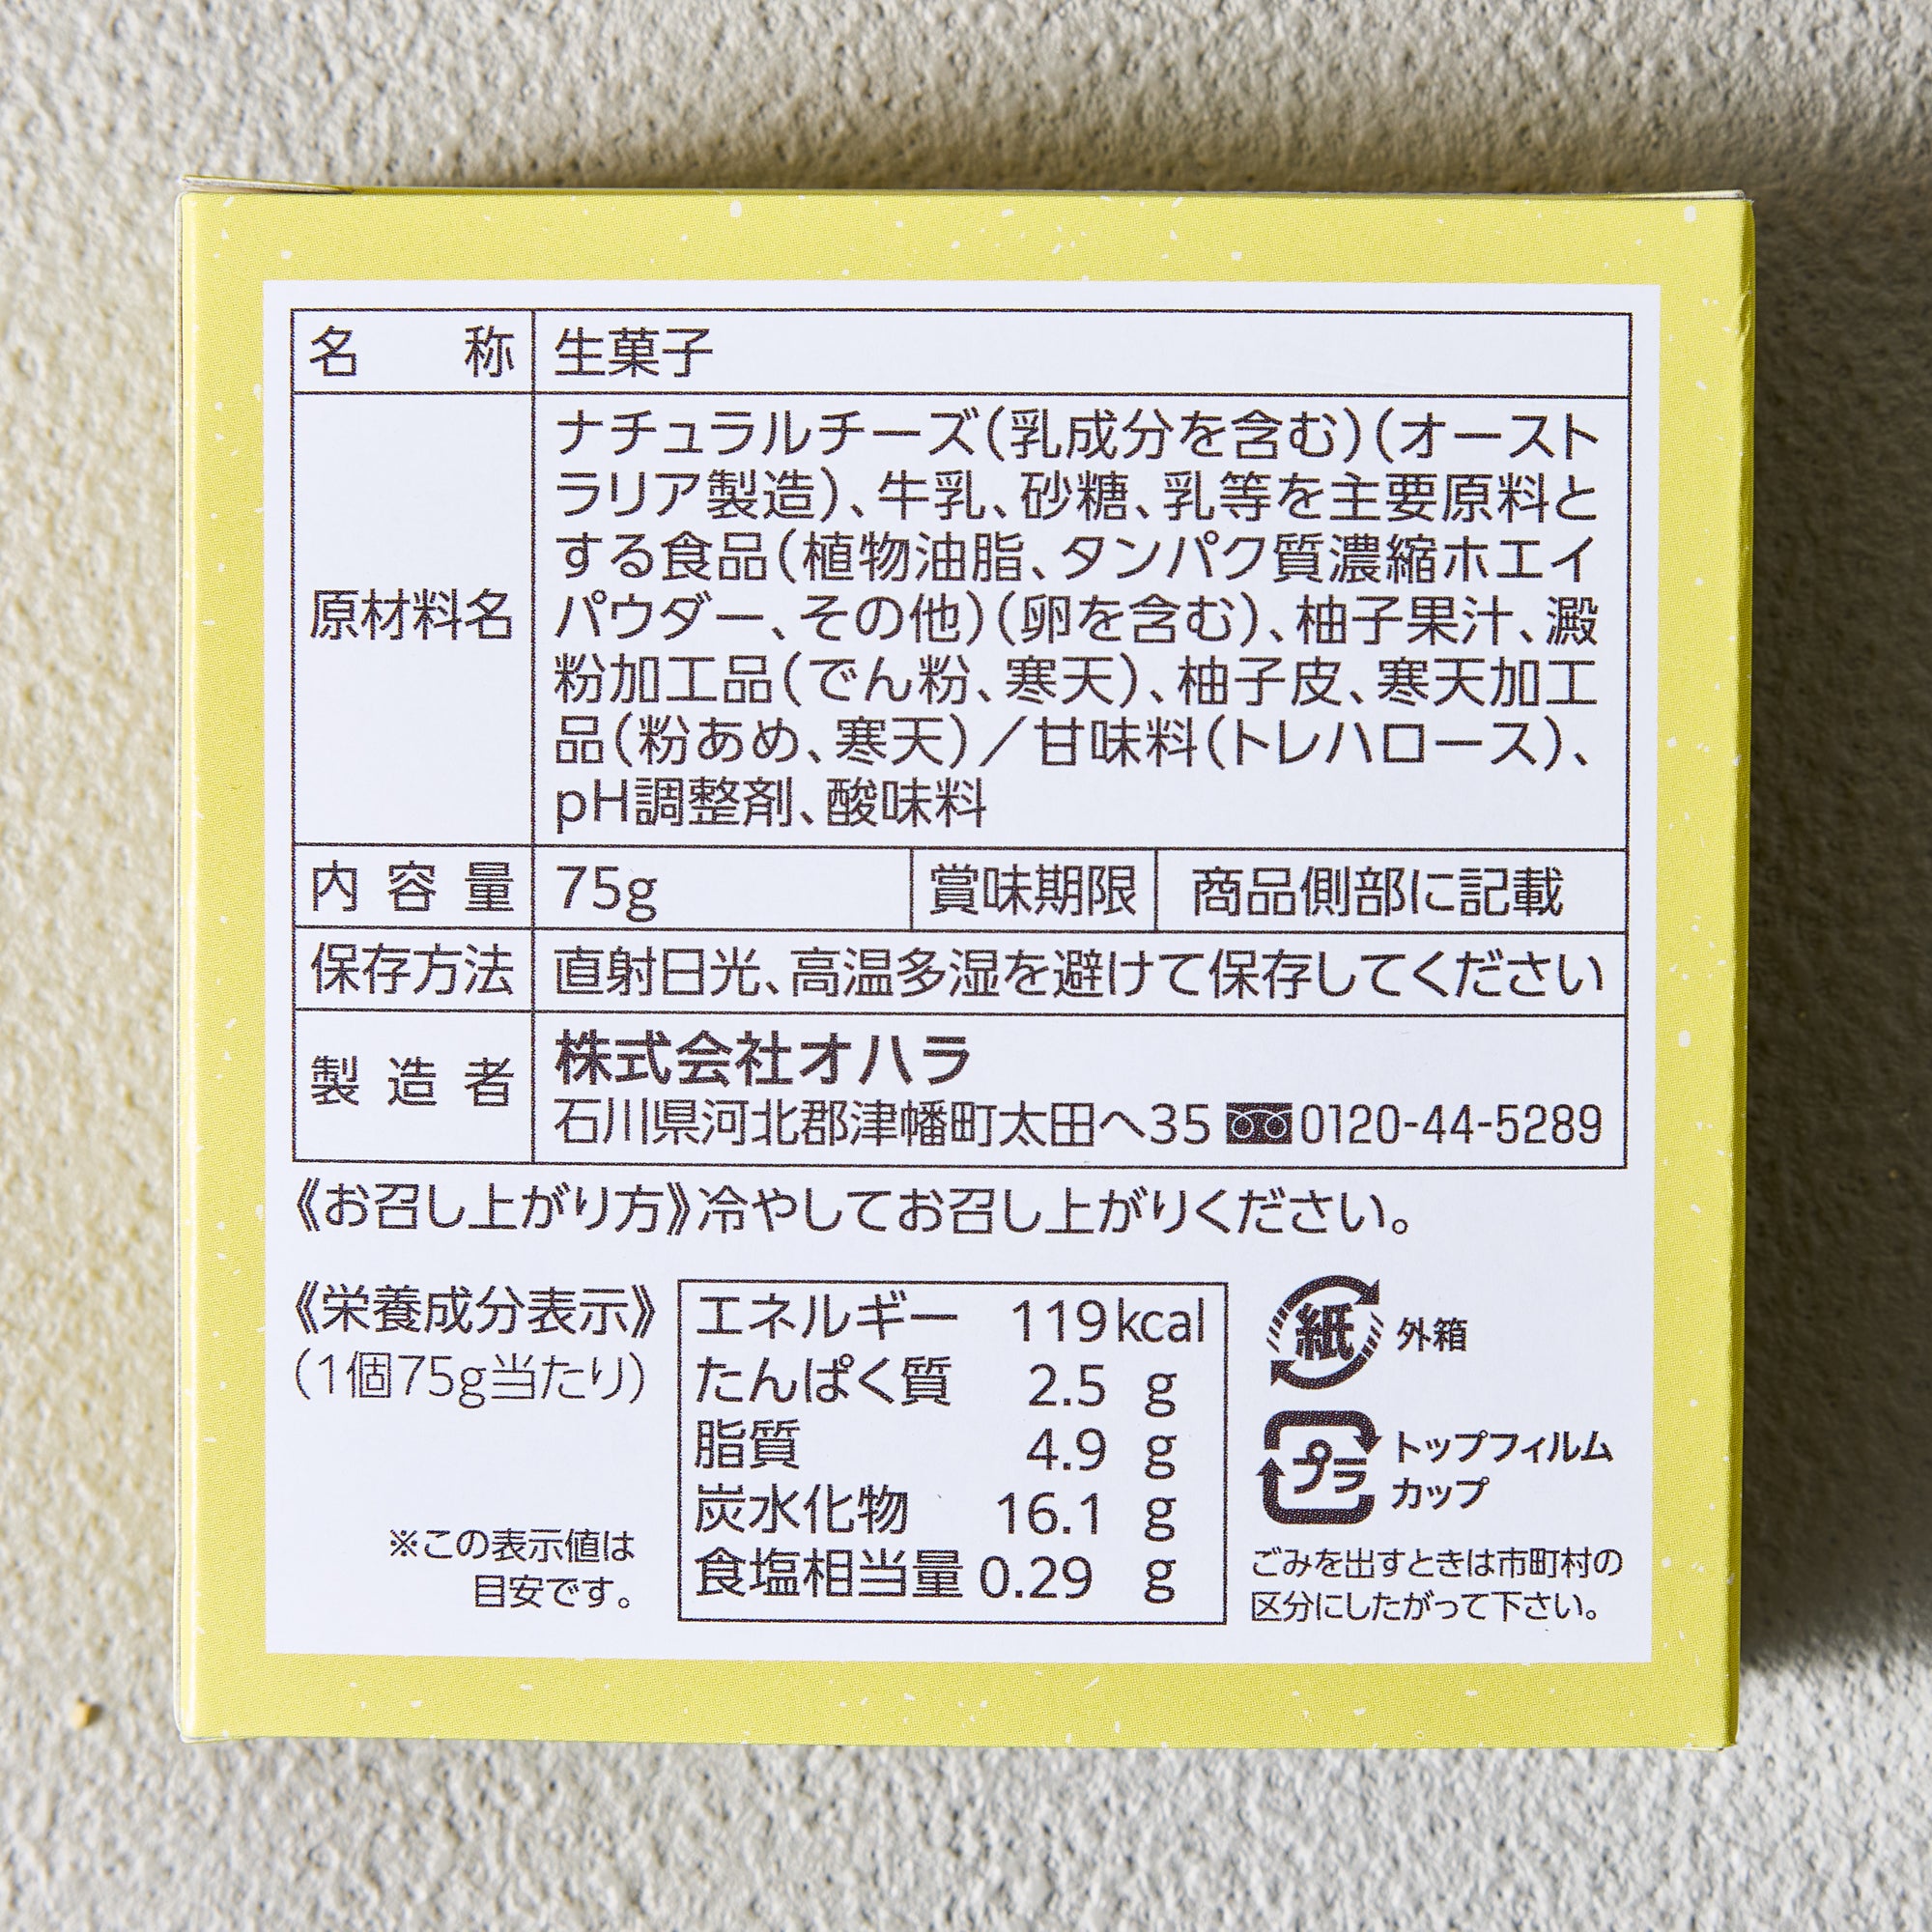 名称 生菓子
原材料名 ナチュラルチーズ(乳成分を含む)(オースト
ラリア製造)、牛乳、砂糖、乳等を主要原料と
する食品(植物油脂、タンパク質濃縮ホエイ
パウダー、その他)(卵を含む)、柚子果汁、澱
粉加工品(でん粉、寒天)、柚子皮、寒天加工
品(粉あめ、寒天)／甘味料(トレハロース)、
pH調整剤、酸味料
内容量 75g 賞味期限 商品側部に記載
保存方法 直射日光、高温多湿を避けて保存してください
製造者 株式会社オハラ
石川県河北郡津幡町太田へ35 0120-44-5289
《お召し上がり方》冷やしてお召し上がりください。
《栄養成分表示》
(1個75g当たり)
※この表示値は
目安です。
エネルギー 119kcal
たんぱく質 2.5 g
脂質 4.9 g
炭水化物 16.1 g
食塩相当量 0.29 g
紙 外箱
プラ トップフィルム
カップ
ごみを出すときは市町村の
区分にしたがって下さい。